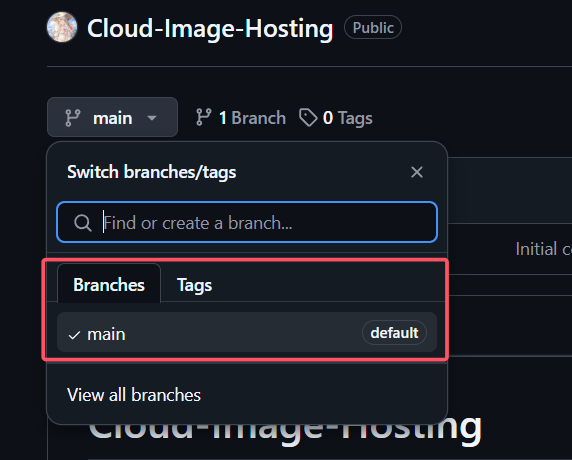 Cloud-Image-Hosting Public
main 1 Branch 0 Tags
Switch branches/tags
Find or create a branch...
Initial
Branches Tags
main default
View all branches
Cloud-Image-Hosting